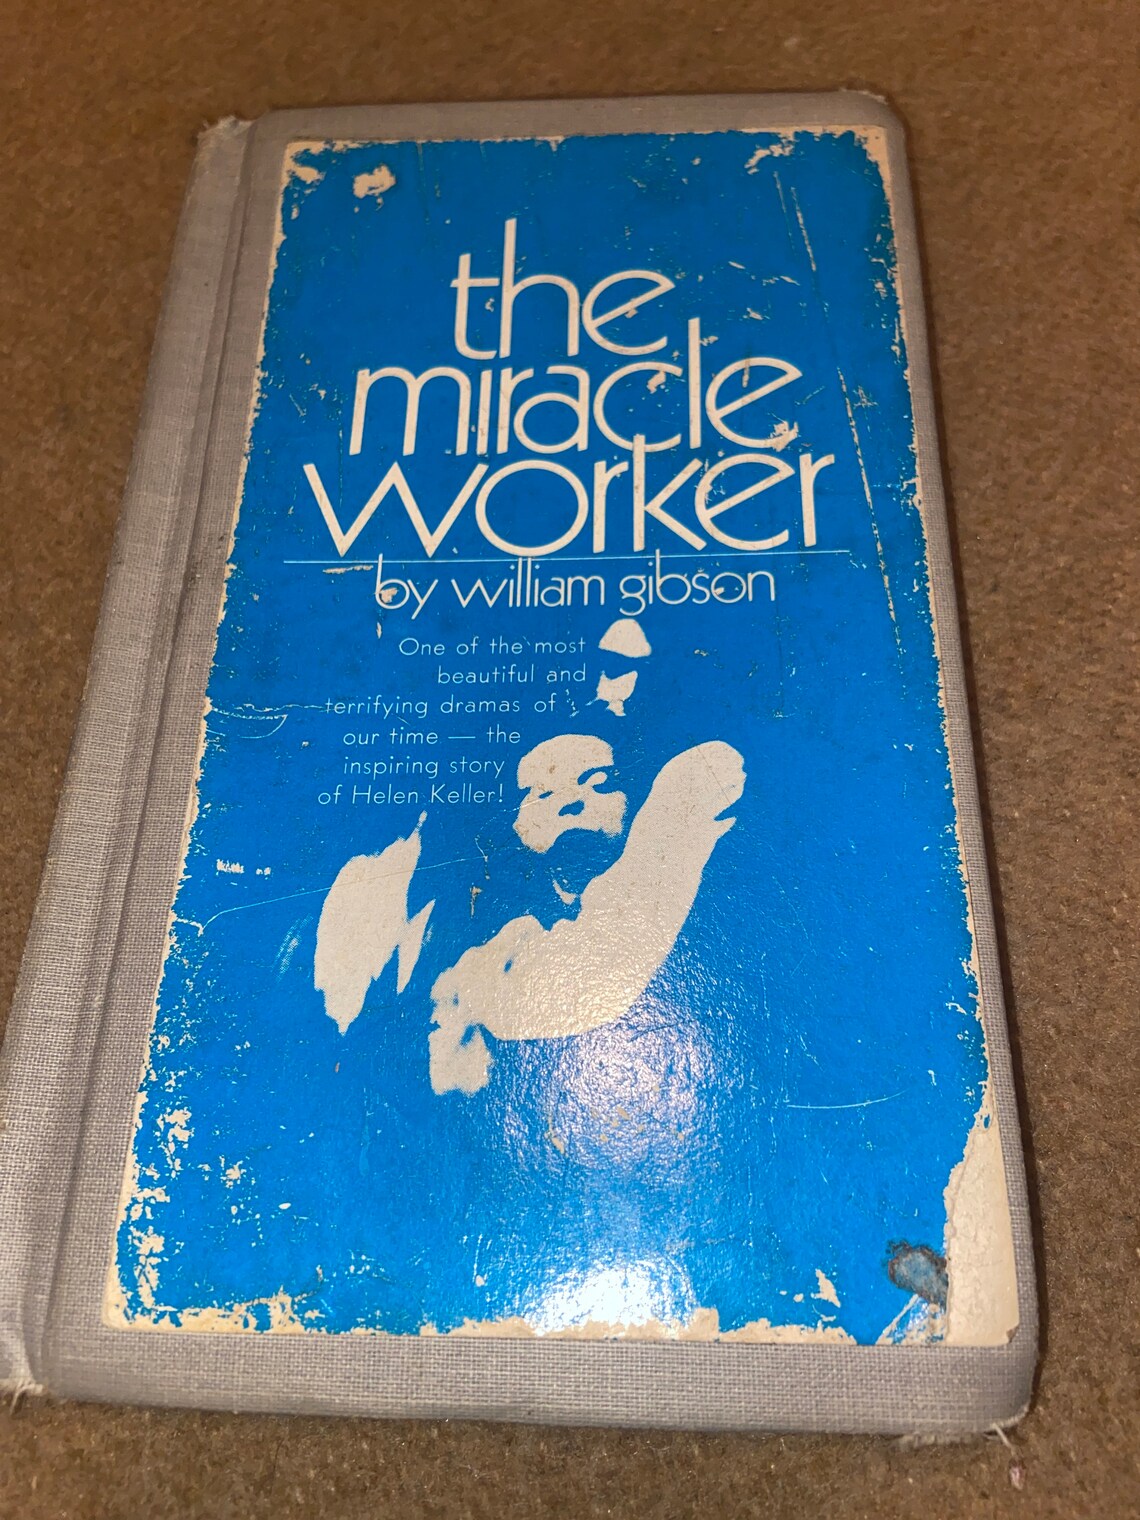 the
miracle
worker
by william gibson
One of the most
beautiful and
terrifying dramas of
our time — the
inspiring story
of Helen Keller!